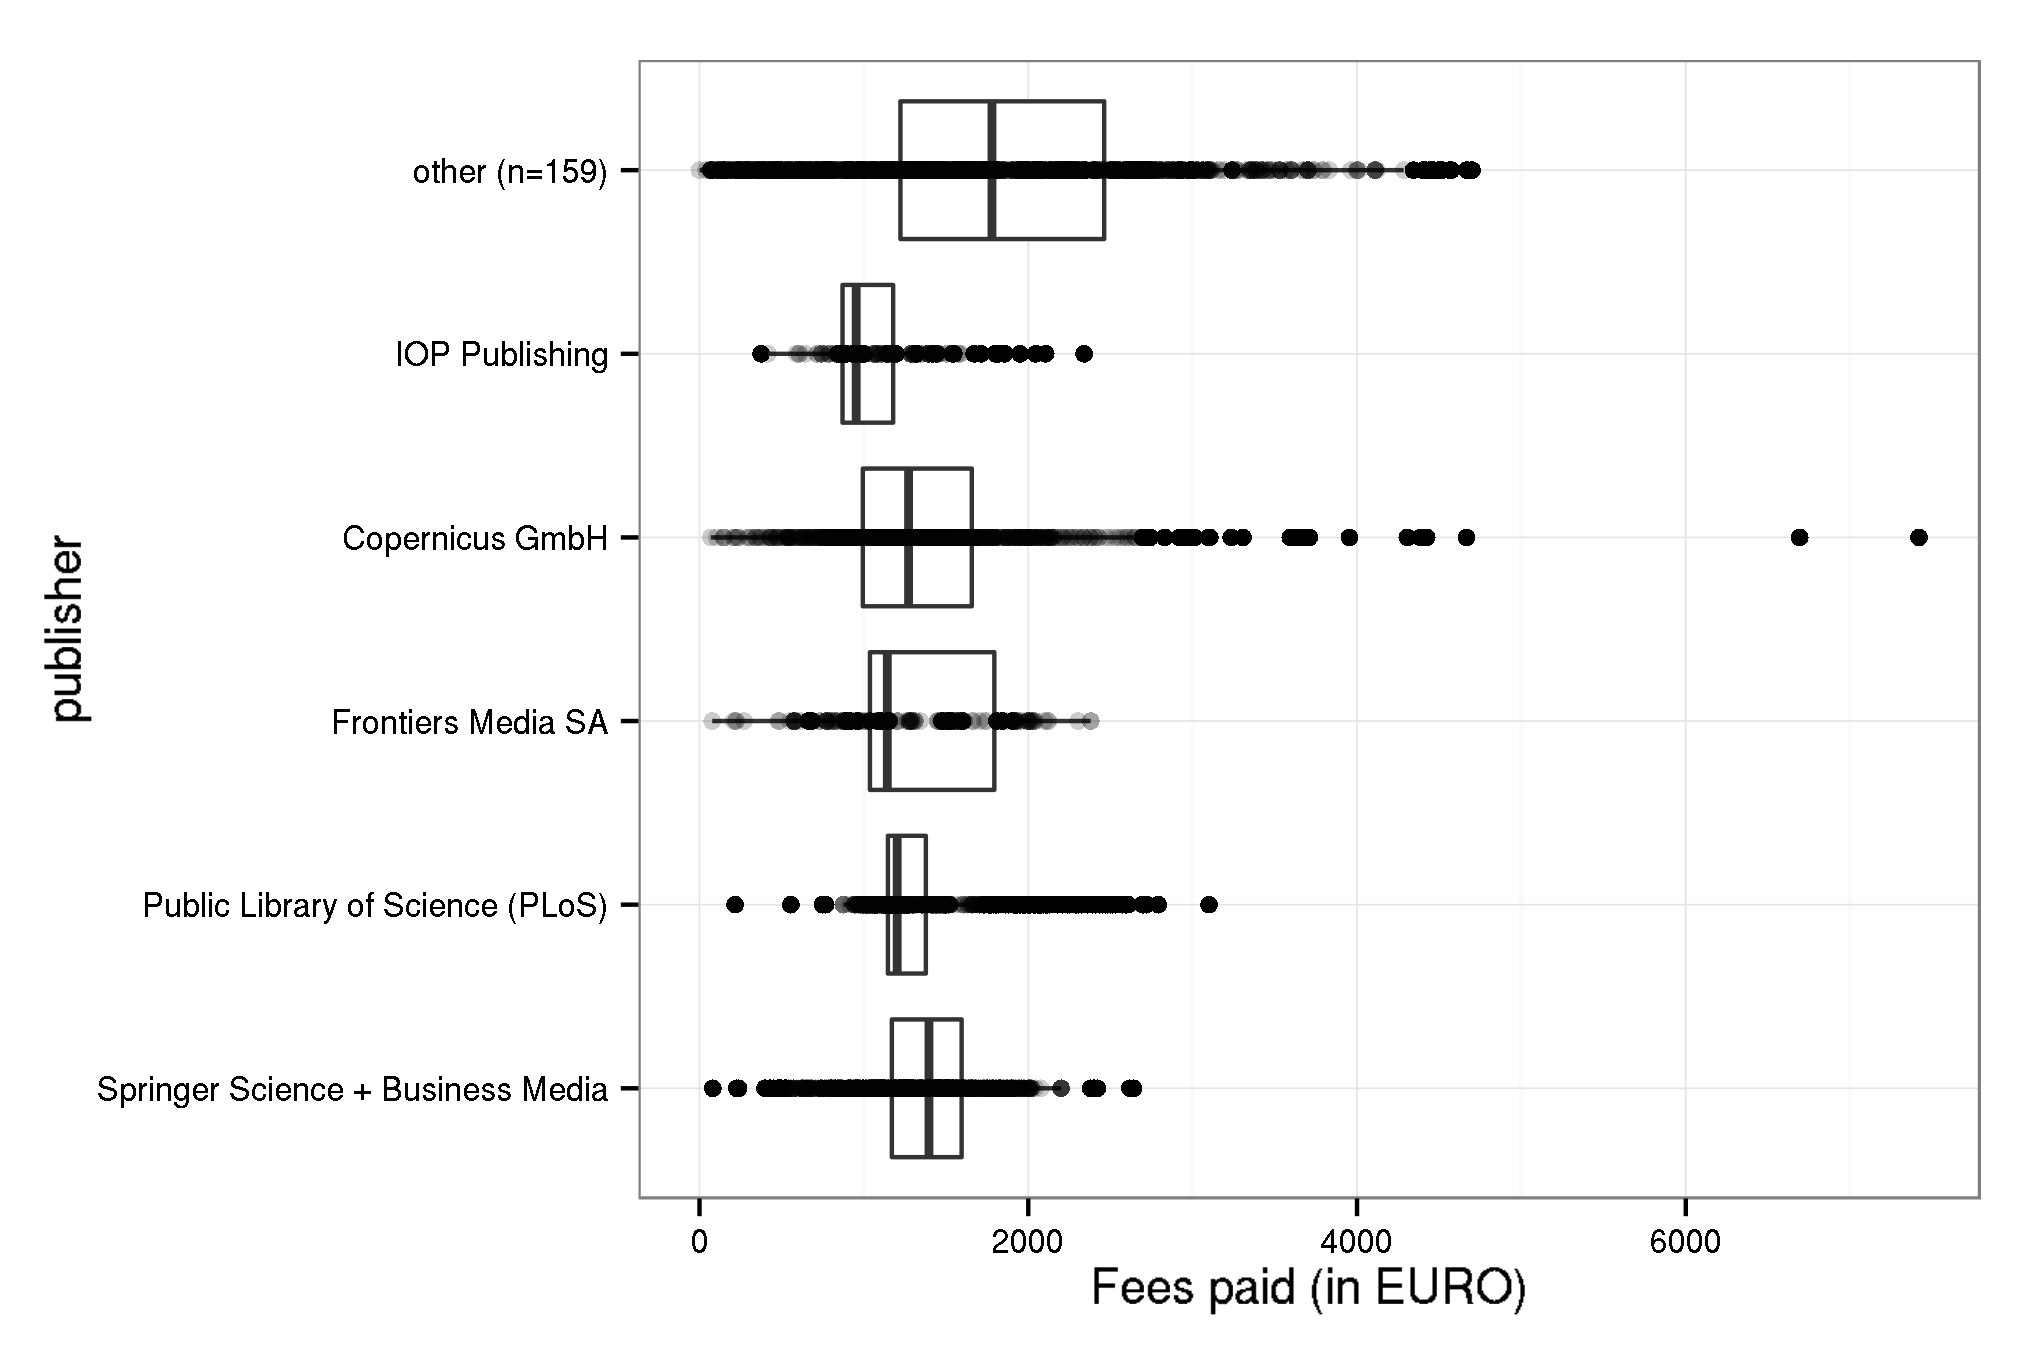 other (n=159)
IOP Publishing
Copernicus GmbH
Frontiers Media SA
Public Library of Science (PLoS)
Springer Science + Business Media
publisher
0 2000 4000 6000
Fees paid (in EURO)